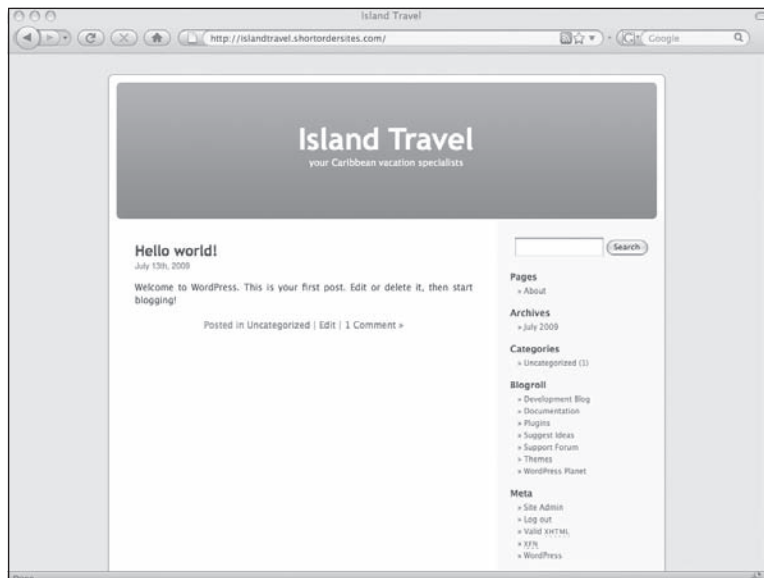 Island Travel
http://islandtravel.shortordersites.com/
Google
Island Travel
your Caribbean vacation specialists
Hello world!
July 13th, 2009
Welcome to WordPress. This is your first post. Edit or delete it, then start
blogging!
Posted in Uncategorized | Edit | 1 Comment »
Search
Pages
» About
Archives
» July 2009
Categories
» Uncategorized (1)
Blogroll
» Development Blog
» Documentation
» Plugins
» Suggest Ideas
» Support Forum
» Themes
» WordPress Planet
Meta
» Site Admin
» Log out
» Valid XHTML
» XFN
» WordPress